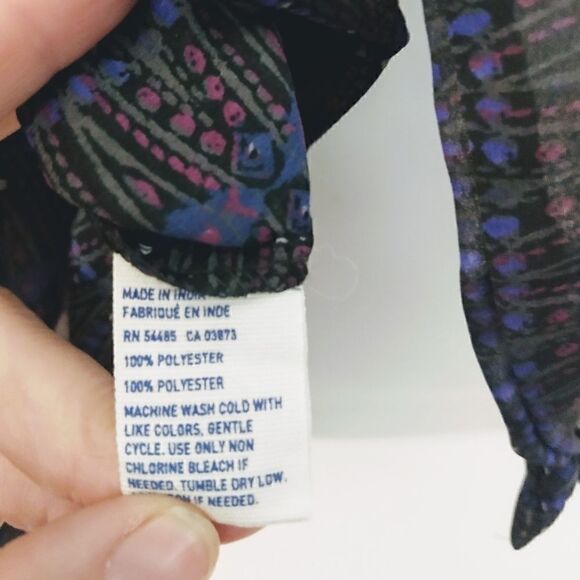 MADE IN INDIA
FABRIQUÉ EN INDE
RN 54485 CA 03873
100% POLYESTER
100% POLYESTER
MACHINE WASH COLD WITH
LIKE COLORS, GENTLE
CYCLE. USE ONLY NON
CHLORINE BLEACH IF
NEEDED. TUMBLE DRY LOW.
IF NEEDED.